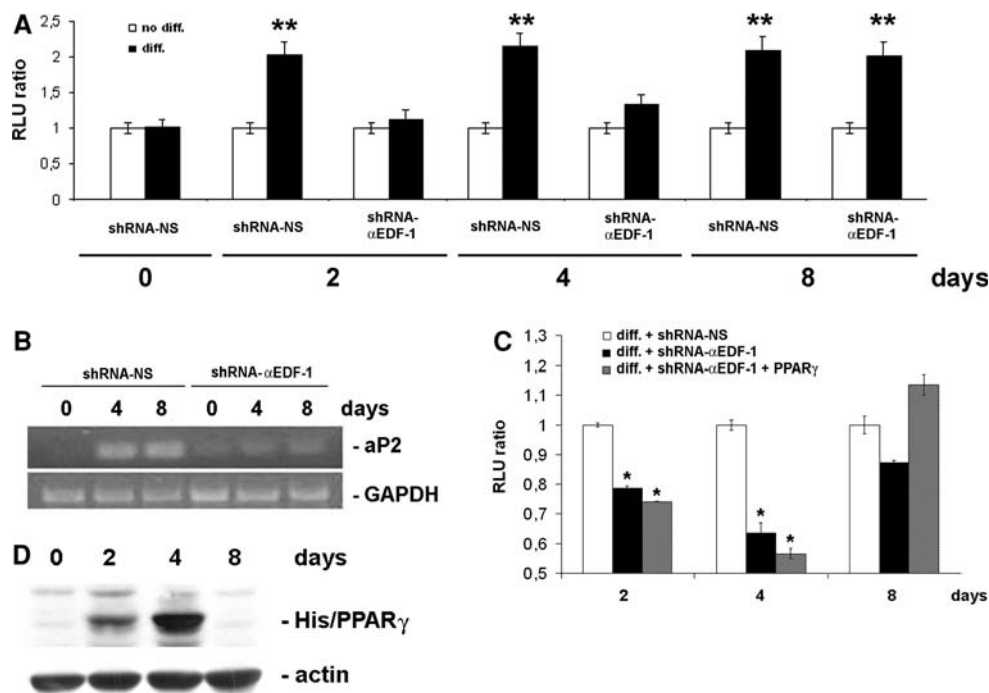 A
RLU ratio
2,5
2
1,5
1
0,5
0
no diff.
diff.
**
**
**
**
shRNA-NS
shRNA-NS
shRNA-
αEDF-1
shRNA-NS
shRNA-
αEDF-1
shRNA-NS
shRNA-
αEDF-1
0
2
4
8
days
B
shRNA-NS
shRNA-αEDF-1
0 4 8 0 4 8 days
- aP2
- GAPDH
C
diff. + shRNA-NS
diff. + shRNA-αEDF-1
diff. + shRNA-αEDF-1 + PPARγ
RLU ratio
1,3
1,2
1,1
1
0,9
0,8
0,7
0,6
0,5
*
*
*
*
2 4 8 days
D
0 2 4 8 days
- His/PPARγ
- actin